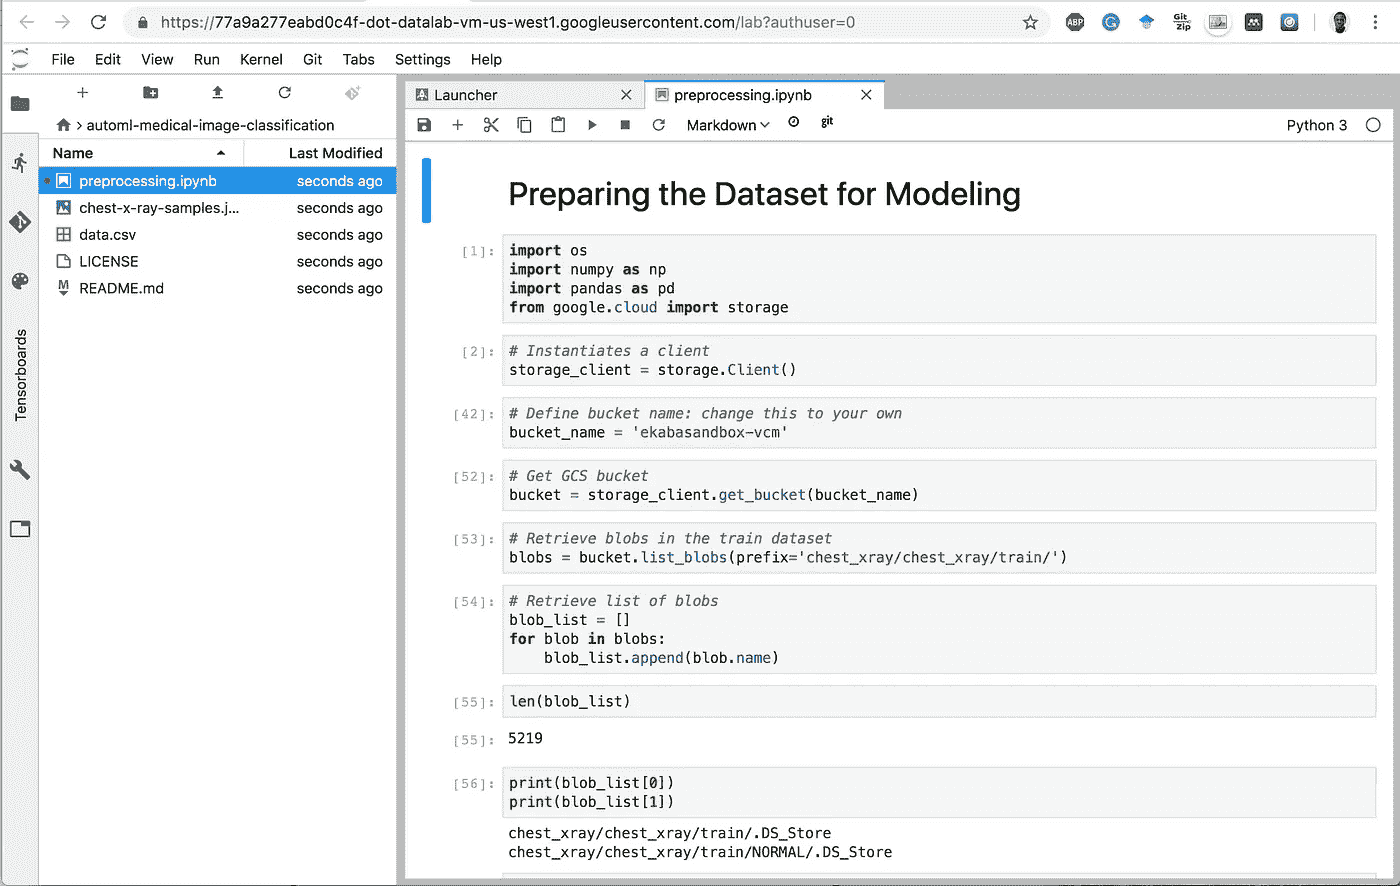 https://77a9a277eabd0c4f-dot-datalab-vm-us-west1.googleusercontent.com/lab?authuser=0
ABP
Git
Zip
File Edit View Run Kernel Git Tabs Settings Help
Launcher
preprocessing.ipynb
automl-medical-image-classification
Markdown
git
Python 3
Name Last Modified
preprocessing.ipynb seconds ago
chest-x-ray-samples.j... seconds ago
data.csv seconds ago
LICENSE seconds ago
README.md seconds ago
Tensorboards
Preparing the Dataset for Modeling
[1]: import os
import numpy as np
import pandas as pd
from google.cloud import storage
[2]: # Instantiates a client
storage_client = storage.Client()
[42]: # Define bucket name: change this to your own
bucket_name = 'ekabasandbox-vcm'
[52]: # Get GCS bucket
bucket = storage_client.get_bucket(bucket_name)
[53]: # Retrieve blobs in the train dataset
blobs = bucket.list_blobs(prefix='chest_xray/chest_xray/train/')
[54]: # Retrieve list of blobs
blob_list = []
for blob in blobs:
    blob_list.append(blob.name)
[55]: len(blob_list)
[55]: 5219
[56]: print(blob_list[0])
print(blob_list[1])
chest_xray/chest_xray/train/.DS_Store
chest_xray/chest_xray/train/NORMAL/.DS_Store